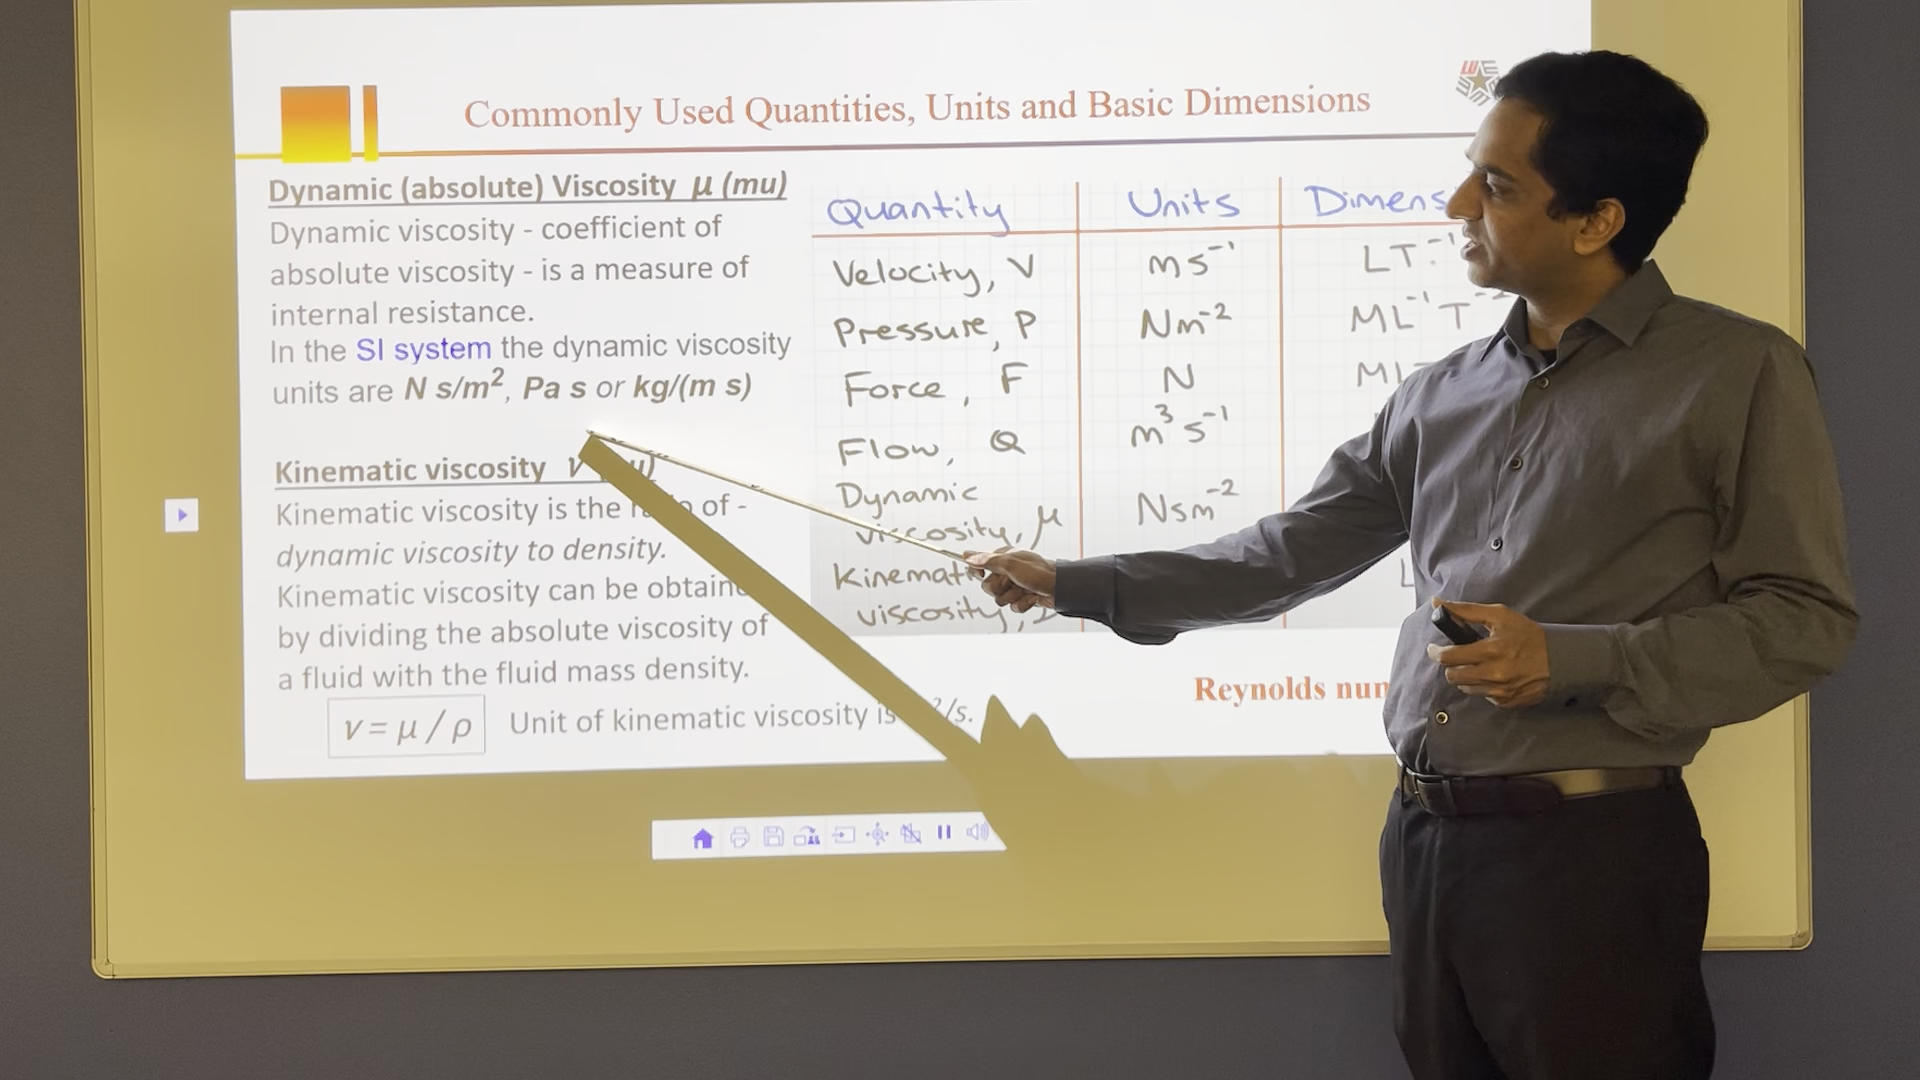 Commonly Used Quantities, Units and Basic Dimensions
Dynamic (absolute) Viscosity μ (mu)
Dynamic viscosity - coefficient of
absolute viscosity - is a measure of
internal resistance.
In the SI system the dynamic viscosity
units are N s/m², Pa s or kg/(m s)
Kinematic viscosity ν
Kinematic viscosity is the of -
dynamic viscosity to density.
Kinematic viscosity can be
by dividing the absolute viscosity of
a fluid with the fluid mass density.
ν = μ / ρ Unit of kinematic viscosity is
Quantity Units
Velocity, V ms⁻¹ LT⁻¹
Pressure, P Nm⁻² ML⁻¹T⁻²
Force, F N
Flow, Q m³s⁻¹
Dynamic
viscosity, μ Nsm⁻²
viscosity,
Reynolds